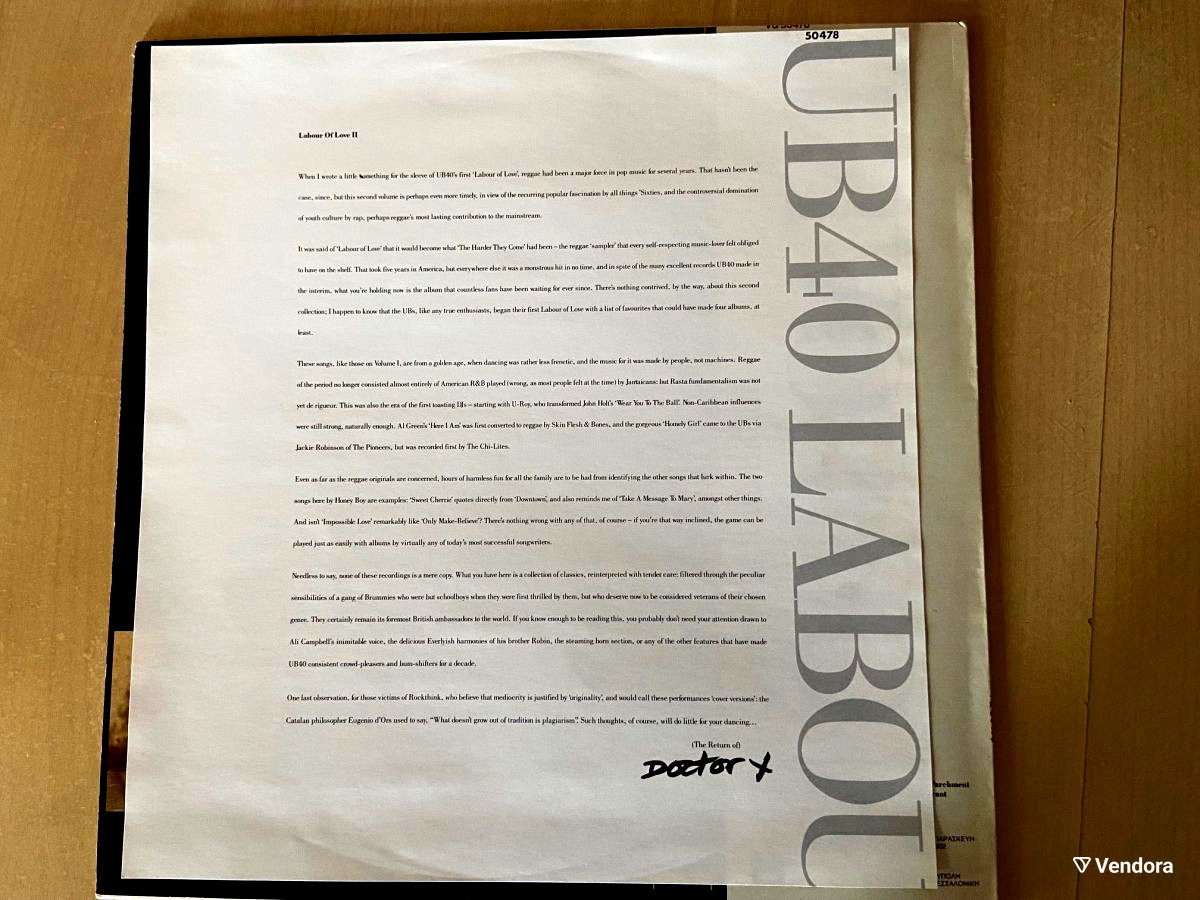 50478
UB40 LABOU
Labour Of Love II
When I wrote a little something for the sleeve of UB40's first 'Labour of Love', reggae had been a major force in pop music for several years. That hasn't been the
case, since, but this second volume is perhaps even more timely, in view of the recurring popular fascination by all things 'Sixties, and the controversial domination
of youth culture by rap, perhaps reggae's most lasting contribution to the mainstream.
It was said of 'Labour of Love' that it would become what 'The Harder They Come' had been – the reggae 'sampler' that every self-respecting music-lover felt obliged
to have on the shelf. That took five years in America, but everywhere else it was a monstrous hit in no time, and in spite of the many excellent records UB40 made in
the interim, what you're holding now is the album that countless fans have been waiting for ever since. There's nothing contrived, by the way, about this second
collection; I happen to know that the UBs, like any true enthusiasts, began their first Labour of Love with a list of favourites that could have made four albums, at
least.
These songs, like those on Volume I, are from a golden age, when dancing was rather less frenetic, and the music for it was made by people, not machines. Reggae
of the period no longer consisted almost entirely of American R&B played (wrong, as most people felt at the time) by Jamaicans; but Rasta fundamentalism was not
yet de rigueur. This was also the era of the first toasting DJs – starting with U-Roy, who transformed John Holt's 'Wear You To The Ball'. Non-Caribbean influences
were still strong, naturally enough. Al Green's 'Here I Am' was first converted to reggae by Skin Flesh & Bones, and the gorgeous 'Homely Girl' came to the UBs via
Jackie Robinson of The Pioneers, but was recorded first by The Chi-Lites.
Even as far as the reggae originals are concerned, hours of harmless fun for all the family are to be had from identifying the other songs that lurk within. The two
songs here by Honey Boy are examples: 'Sweet Cherrie' quotes directly from 'Downtown', and also reminds me of 'Take A Message To Mary', amongst other things.
And isn't 'Impossible Love' remarkably like 'Only Make-Believe'? There's nothing wrong with any of that, of course – if you're that way inclined, the game can be
played just as easily with albums by virtually any of today's most successful songwriters.
Needless to say, none of these recordings is a mere copy. What you have here is a collection of classics, reinterpreted with tender care; filtered through the peculiar
sensibilities of a gang of Brummies who were but schoolboys when they were first thrilled by them, but who deserve now to be considered veterans of their chosen
genre. They certainly remain its foremost British ambassadors to the world. If you know enough to be reading this, you probably don't need your attention drawn to
Ali Campbell's inimitable voice, the delicious Everlyish harmonies of his brother Robin, the steaming horn section, or any of the other features that have made
UB40 consistent crowd-pleasers and bum-shifters for a decade.
One last observation, for those victims of Rockthink, who believe that mediocrity is justified by 'originality', and would call these performances 'cover versions'; the
Catalan philosopher Eugenio d'Ors used to say, "What doesn't grow out of tradition is plagiarism". Such thoughts, of course, will do little for your dancing...
(The Return of)
Doctor X
archment
ant
ΑΡΑΣΚΕΥΗ
ΥΠΟΛΗ
ΕΣΣΑΛΟΝΙΚΗ
Vendora